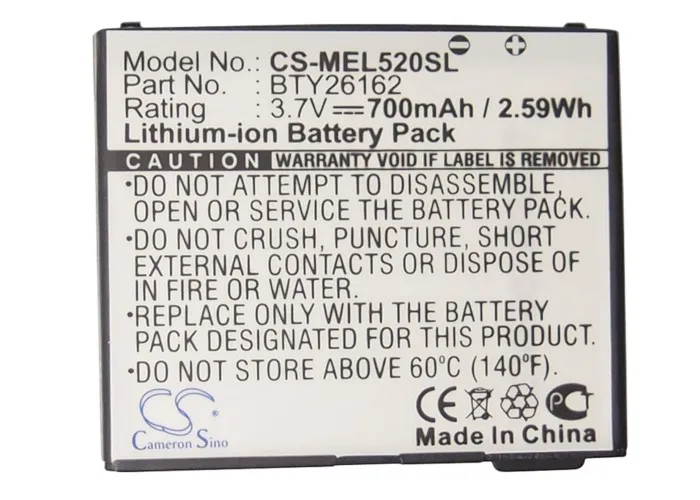 Model No.: CS-MEL520SL
Part No.: BTY26162
Rating : 3.7V 700mAh / 2.59Wh
Lithium-ion Battery Pack
CAUTION WARRANTY VOID IF LABEL IS REMOVED
•DO NOT ATTEMPT TO DISASSEMBLE,
OPEN OR SERVICE THE BATTERY PACK.
•DO NOT CRUSH, PUNCTURE, SHORT
EXTERNAL CONTACTS OR DISPOSE OF
IN FIRE OR WATER.
•REPLACE ONLY WITH THE BATTERY
PACK DESIGNATED FOR THIS EQUIPMENT.
•DO NOT STORE ABOVE 60°C (140°F).
CS
Cameron Sino
CE PCT
Made In China